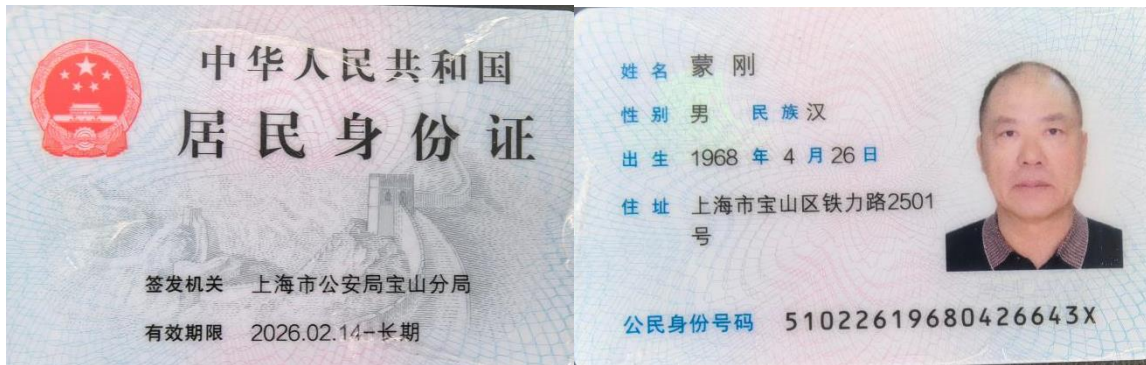 中华人民共和国
居民身份证
签发机关 上海市公安局宝山分局
有效期限 2026.02.14-长期
姓名 蒙刚
性别 男 民族 汉
出生 1968 年 4 月 26 日
住址 上海市宝山区铁力路2501
号
公民身份号码 51022619680426643X